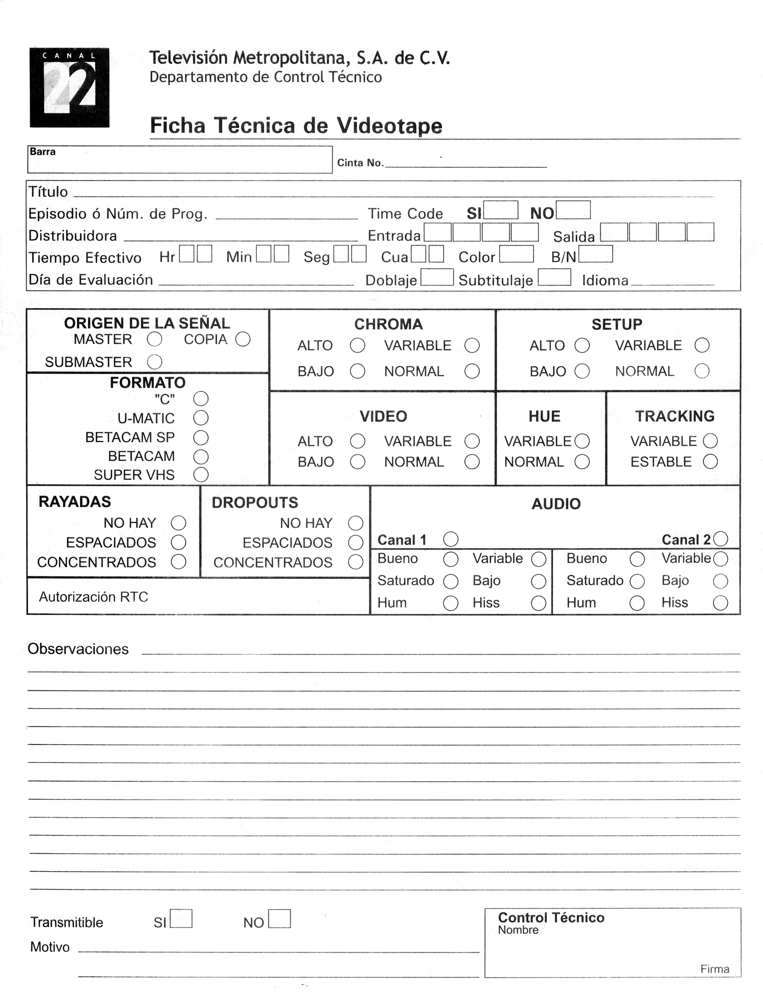 CANAL
22
Televisión Metropolitana, S.A. de C.V.
Departamento de Control Técnico
Ficha Técnica de Videotape
Barra
Cinta No.
Título
Episodio ó Núm. de Prog. Time Code SI NO
Distribuidora Entrada Salida
Tiempo Efectivo Hr Min Seg Cua Color B/N
Día de Evaluación Doblaje Subtitulaje Idioma
ORIGEN DE LA SEÑAL
MASTER COPIA
SUBMASTER
FORMATO
"C"
U-MATIC
BETACAM SP
BETACAM
SUPER VHS
CHROMA
ALTO VARIABLE
BAJO NORMAL
SETUP
ALTO VARIABLE
BAJO NORMAL
VIDEO
ALTO VARIABLE
BAJO NORMAL
HUE
VARIABLE
NORMAL
TRACKING
VARIABLE
ESTABLE
RAYADAS
NO HAY
ESPACIADOS
CONCENTRADOS
DROPOUTS
NO HAY
ESPACIADOS
CONCENTRADOS
Autorización RTC
AUDIO
Canal 1 Canal 2
Bueno Variable Bueno Variable
Saturado Bajo Saturado Bajo
Hum Hiss Hum Hiss
Observaciones
Transmitible SI NO
Motivo
Control Técnico
Nombre
Firma